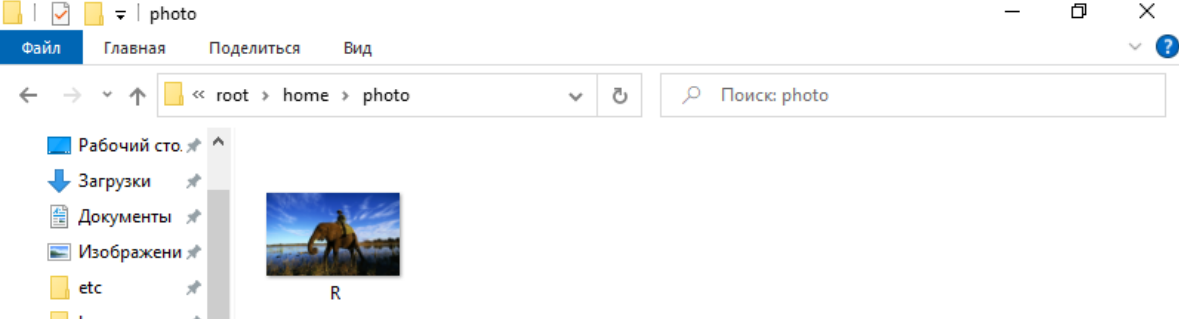 photo
Файл Главная Поделиться Вид
« root › home › photo Поиск: photo
Рабочий сто.
Загрузки
Документы
Изображени
etc
R